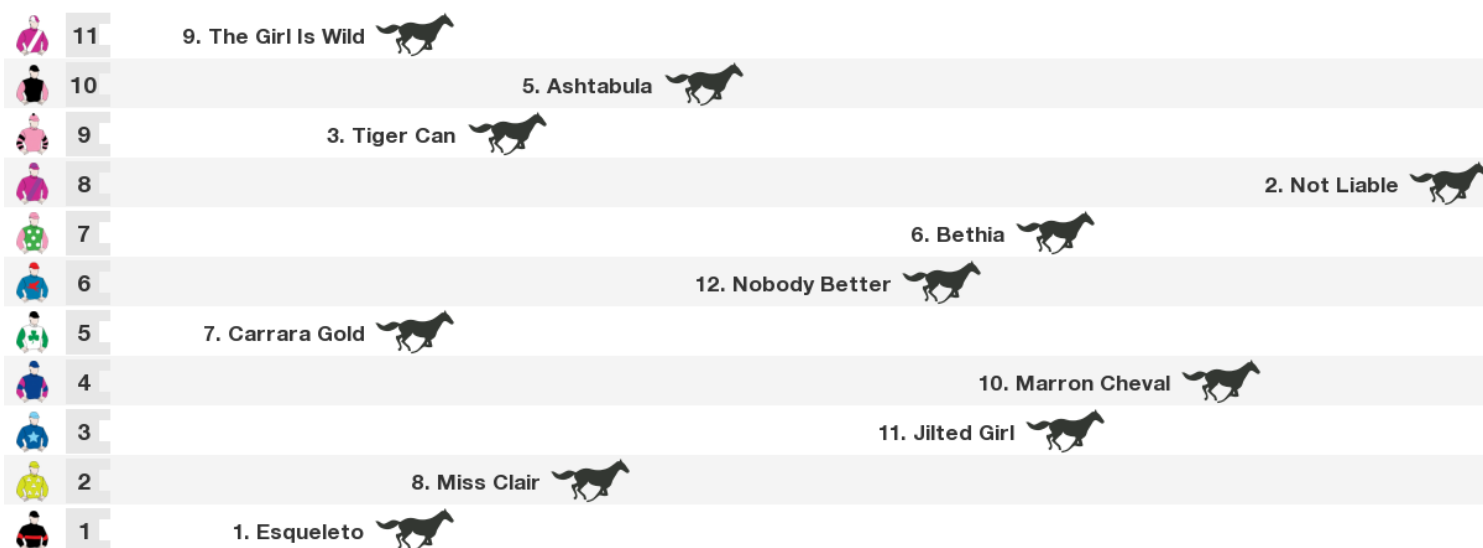 11 9. The Girl Is Wild
10 5. Ashtabula
9 3. Tiger Can
8 2. Not Liable
7 6. Bethia
6 12. Nobody Better
5 7. Carrara Gold
4 10. Marron Cheval
3 11. Jilted Girl
2 8. Miss Clair
1 1. Esqueleto